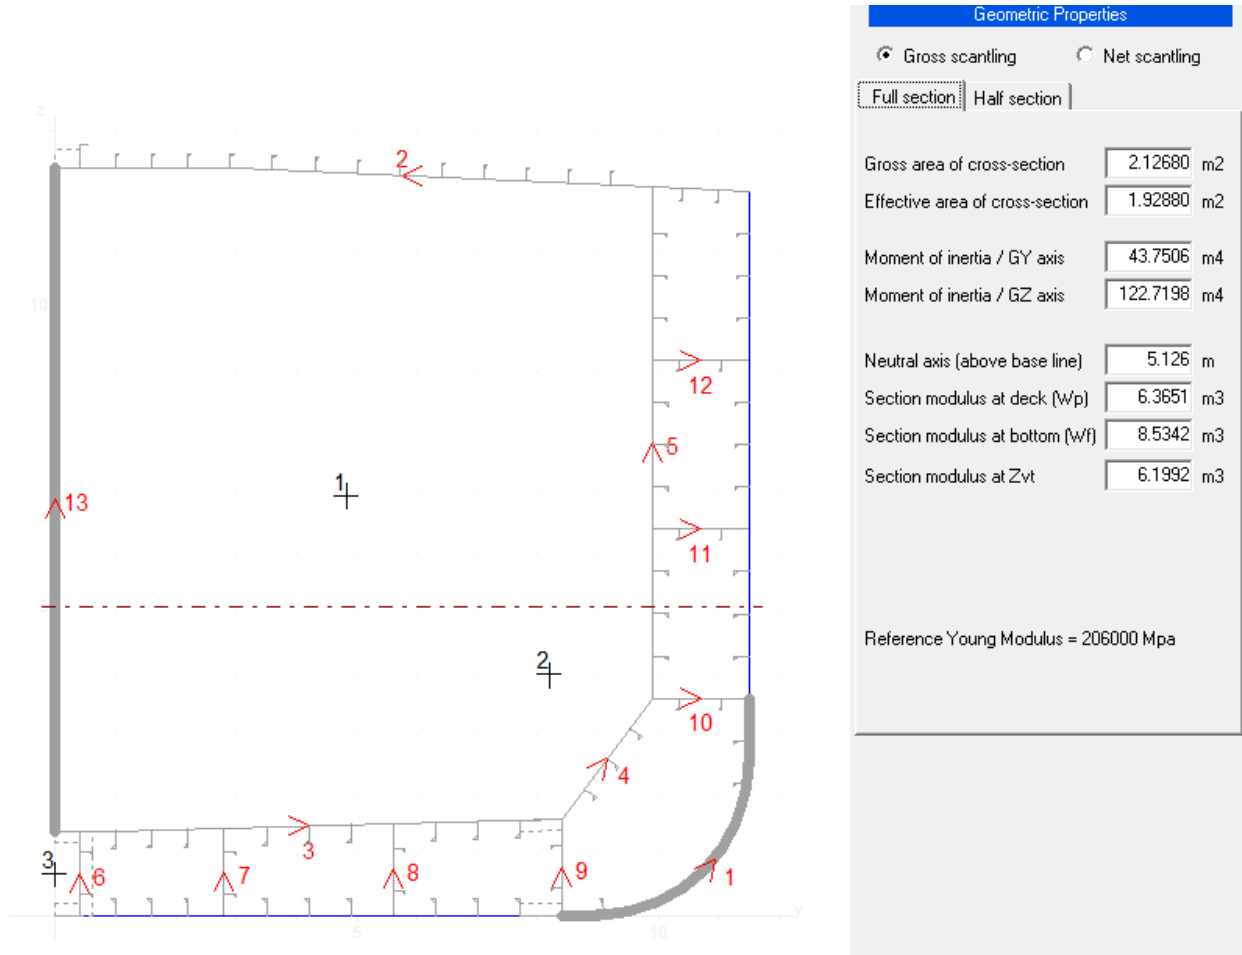 Geometric Properties
Gross scantling Net scantling
Full section Half section
Gross area of cross-section 2.12680 m2
Effective area of cross-section 1.92880 m2
Moment of inertia / GY axis 43.7506 m4
Moment of inertia / GZ axis 122.7198 m4
Neutral axis (above base line) 5.126 m
Section modulus at deck (Wp) 6.3651 m3
Section modulus at bottom (Wf) 8.5342 m3
Section modulus at Zvt 6.1992 m3
Reference Young Modulus = 206000 Mpa
z
2
10
12
5
1
13
11
2
10
4
3
3
6
7
8
9
1
y
5
10